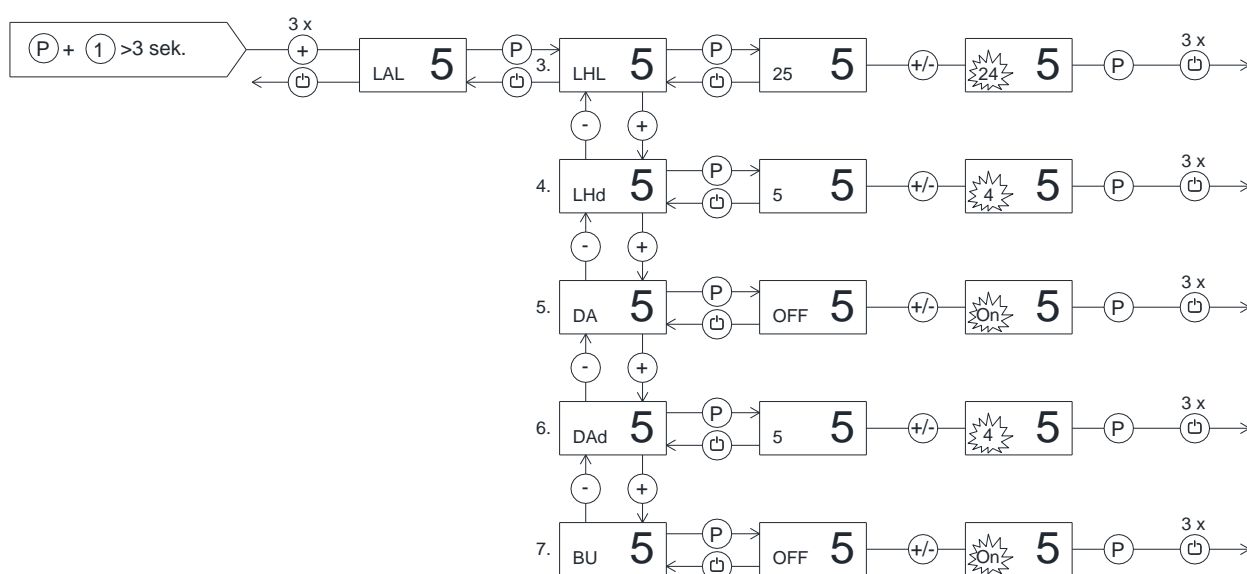 3 x
P + 1 >3 sek. + LAL 5 P 3. LHL 5 P 25 5 +/- 24 5 P 3 x
- +
4. LHd 5 P 5 5 +/- 4 5 P 3 x
- +
5. DA 5 P OFF 5 +/- On 5 P 3 x
- +
6. DAd 5 P 5 5 +/- 4 5 P 3 x
- +
7. BU 5 P OFF 5 +/- On 5 P 3 x